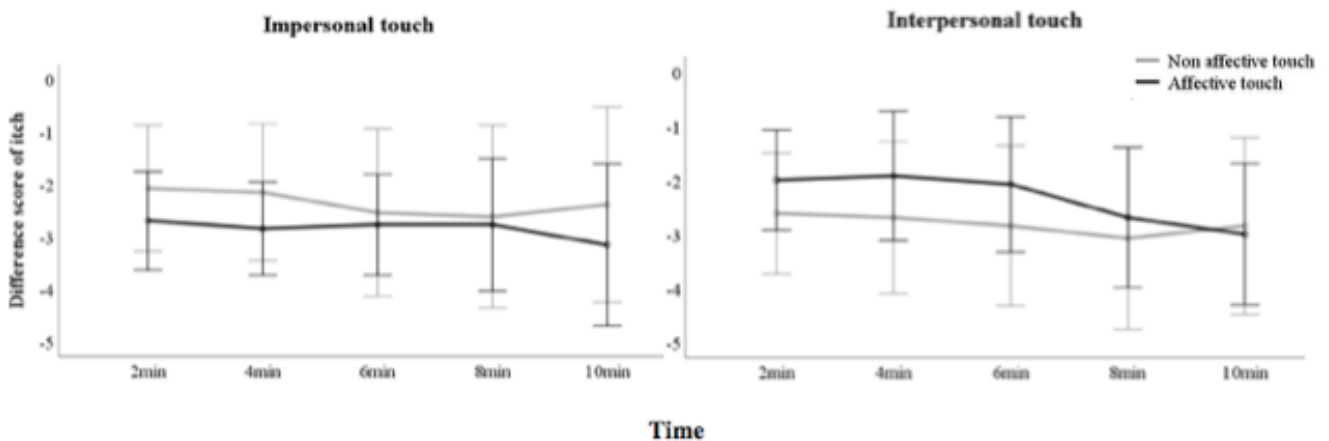 Impersonal touch
Interpersonal touch
Non affective touch
Affective touch
Difference score of itch
0
-1
-2
-3
-4
-5
2min 4min 6min 8min 10min
0
-1
-2
-3
-4
-5
2min 4min 6min 8min 10min
Time